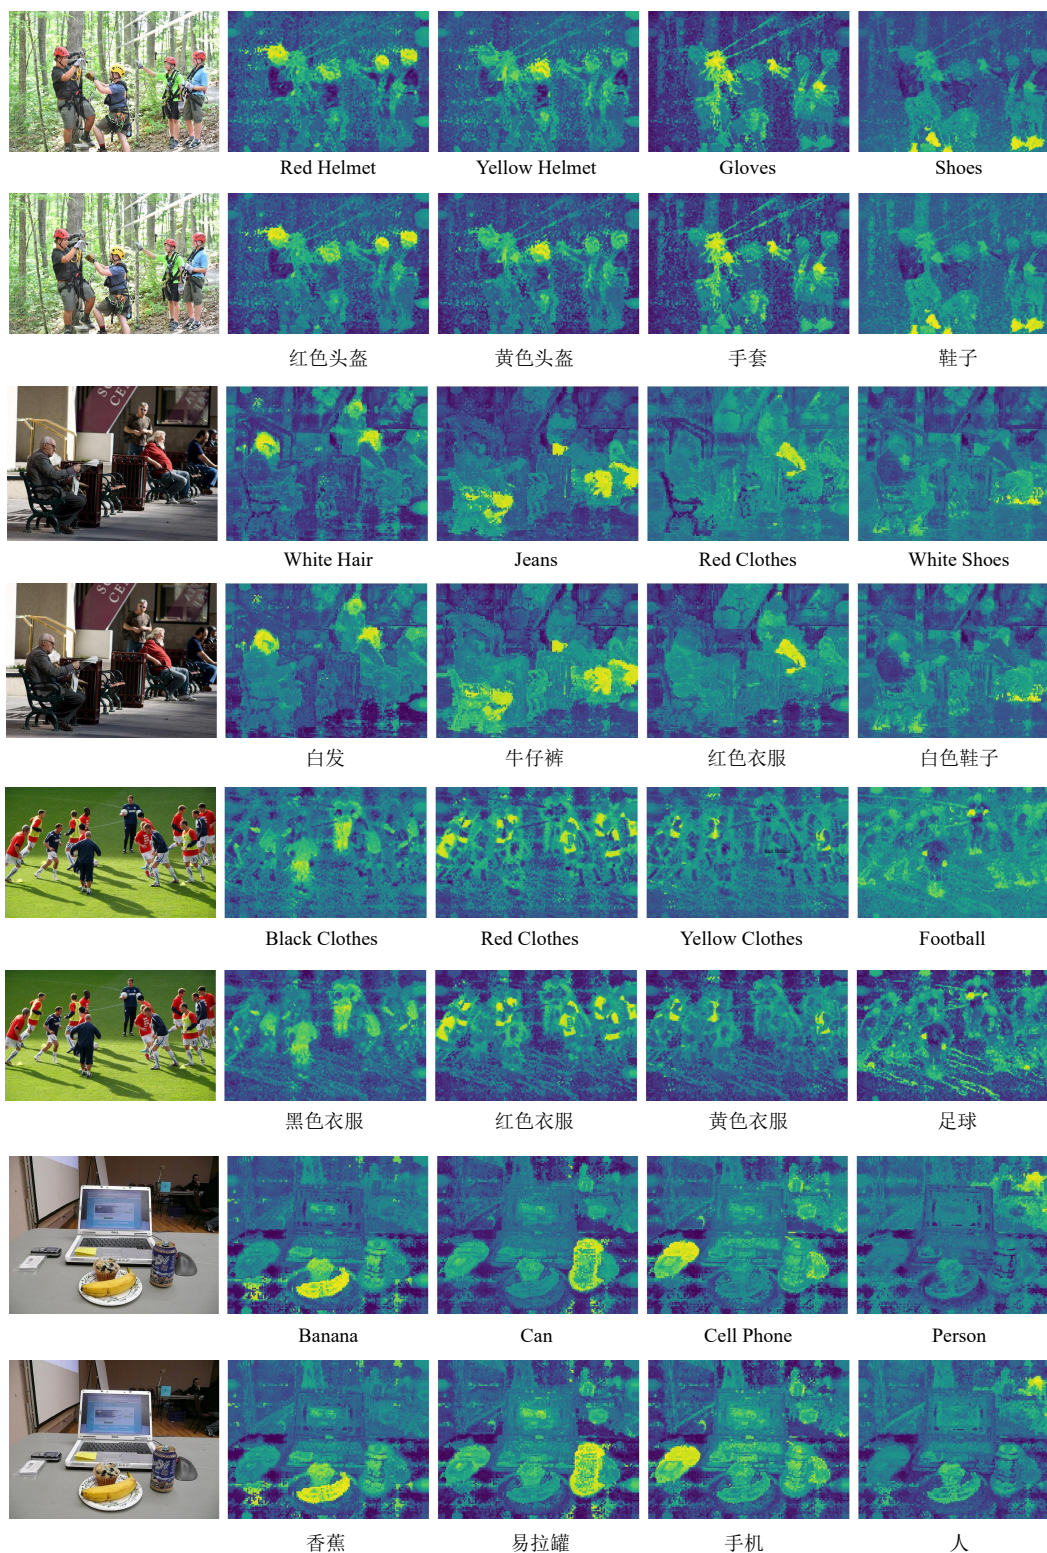 Red Helmet Yellow Helmet Gloves Shoes
红色头盔 黄色头盔 手套 鞋子
White Hair Jeans Red Clothes White Shoes
白发 牛仔裤 红色衣服 白色鞋子
Black Clothes Red Clothes Yellow Clothes Football
黑色衣服 红色衣服 黄色衣服 足球
Banana Can Cell Phone Person
香蕉 易拉罐 手机 人